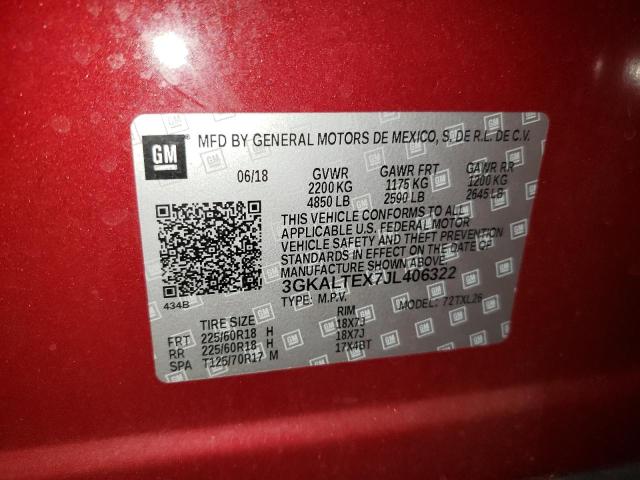 GM MFD BY GENERAL MOTORS DE MEXICO, S. DE R.L. DE C.V.
06/18 GVWR GAWR FRT GAWR RR
2200 KG 1175 KG 1200 KG
4850 LB 2590 LB 2645 LB
THIS VEHICLE CONFORMS TO ALL
APPLICABLE U.S. FEDERAL MOTOR
VEHICLE SAFETY AND THEFT PREVENTION
STANDARDS IN EFFECT ON THE DATE OF
MANUFACTURE SHOWN ABOVE
3GKALTEX7JL406322
434B TYPE: M.P.V. MODEL: 72TXL26
TIRE SIZE RIM
FRT 225/60R18 H 18X7J
RR 225/60R18 H 18X7J
SPA T125/70R17 M 17X4BT